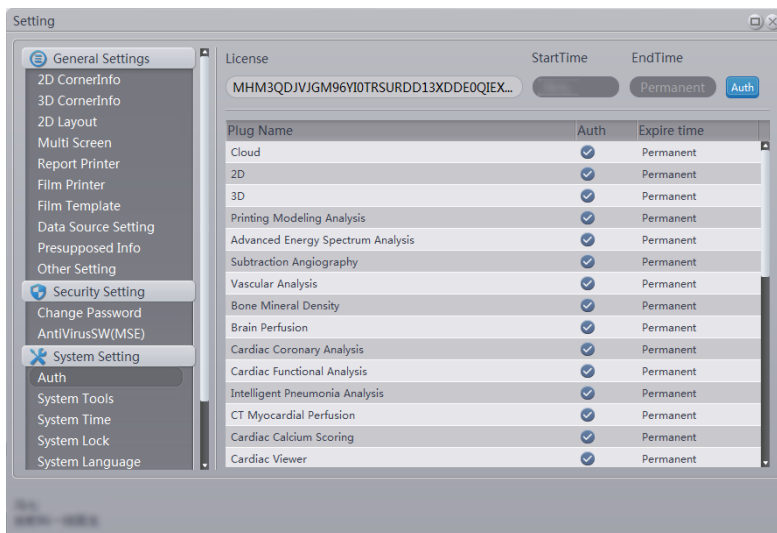 Setting
General Settings
2D CornerInfo
3D CornerInfo
2D Layout
Multi Screen
Report Printer
Film Printer
Film Template
Data Source Setting
Presupposed Info
Other Setting
Security Setting
Change Password
AntiVirusSW(MSE)
System Setting
Auth
System Tools
System Time
System Lock
System Language
License StartTime EndTime
MHM3QDJVJGM96YI0TRSURDD13XDDE0QIEX... Permanent Auth
Plug Name Auth Expire time
Cloud Permanent
2D Permanent
3D Permanent
Printing Modeling Analysis Permanent
Advanced Energy Spectrum Analysis Permanent
Subtraction Angiography Permanent
Vascular Analysis Permanent
Bone Mineral Density Permanent
Brain Perfusion Permanent
Cardiac Coronary Analysis Permanent
Cardiac Functional Analysis Permanent
Intelligent Pneumonia Analysis Permanent
CT Myocardial Perfusion Permanent
Cardiac Calcium Scoring Permanent
Cardiac Viewer Permanent